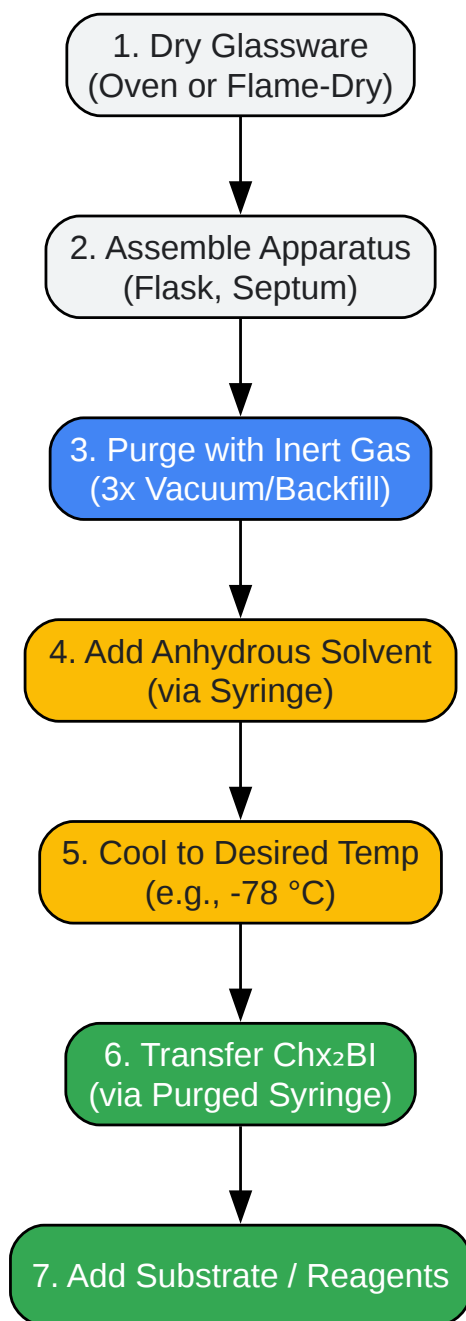 1. Dry Glassware
(Oven or Flame-Dry)
2. Assemble Apparatus
(Flask, Septum)
3. Purge with Inert Gas
(3x Vacuum/Backfill)
4. Add Anhydrous Solvent
(via Syringe)
5. Cool to Desired Temp
(e.g., -78 °C)
6. Transfer Chx₂BI
(via Purged Syringe)
7. Add Substrate / Reagents